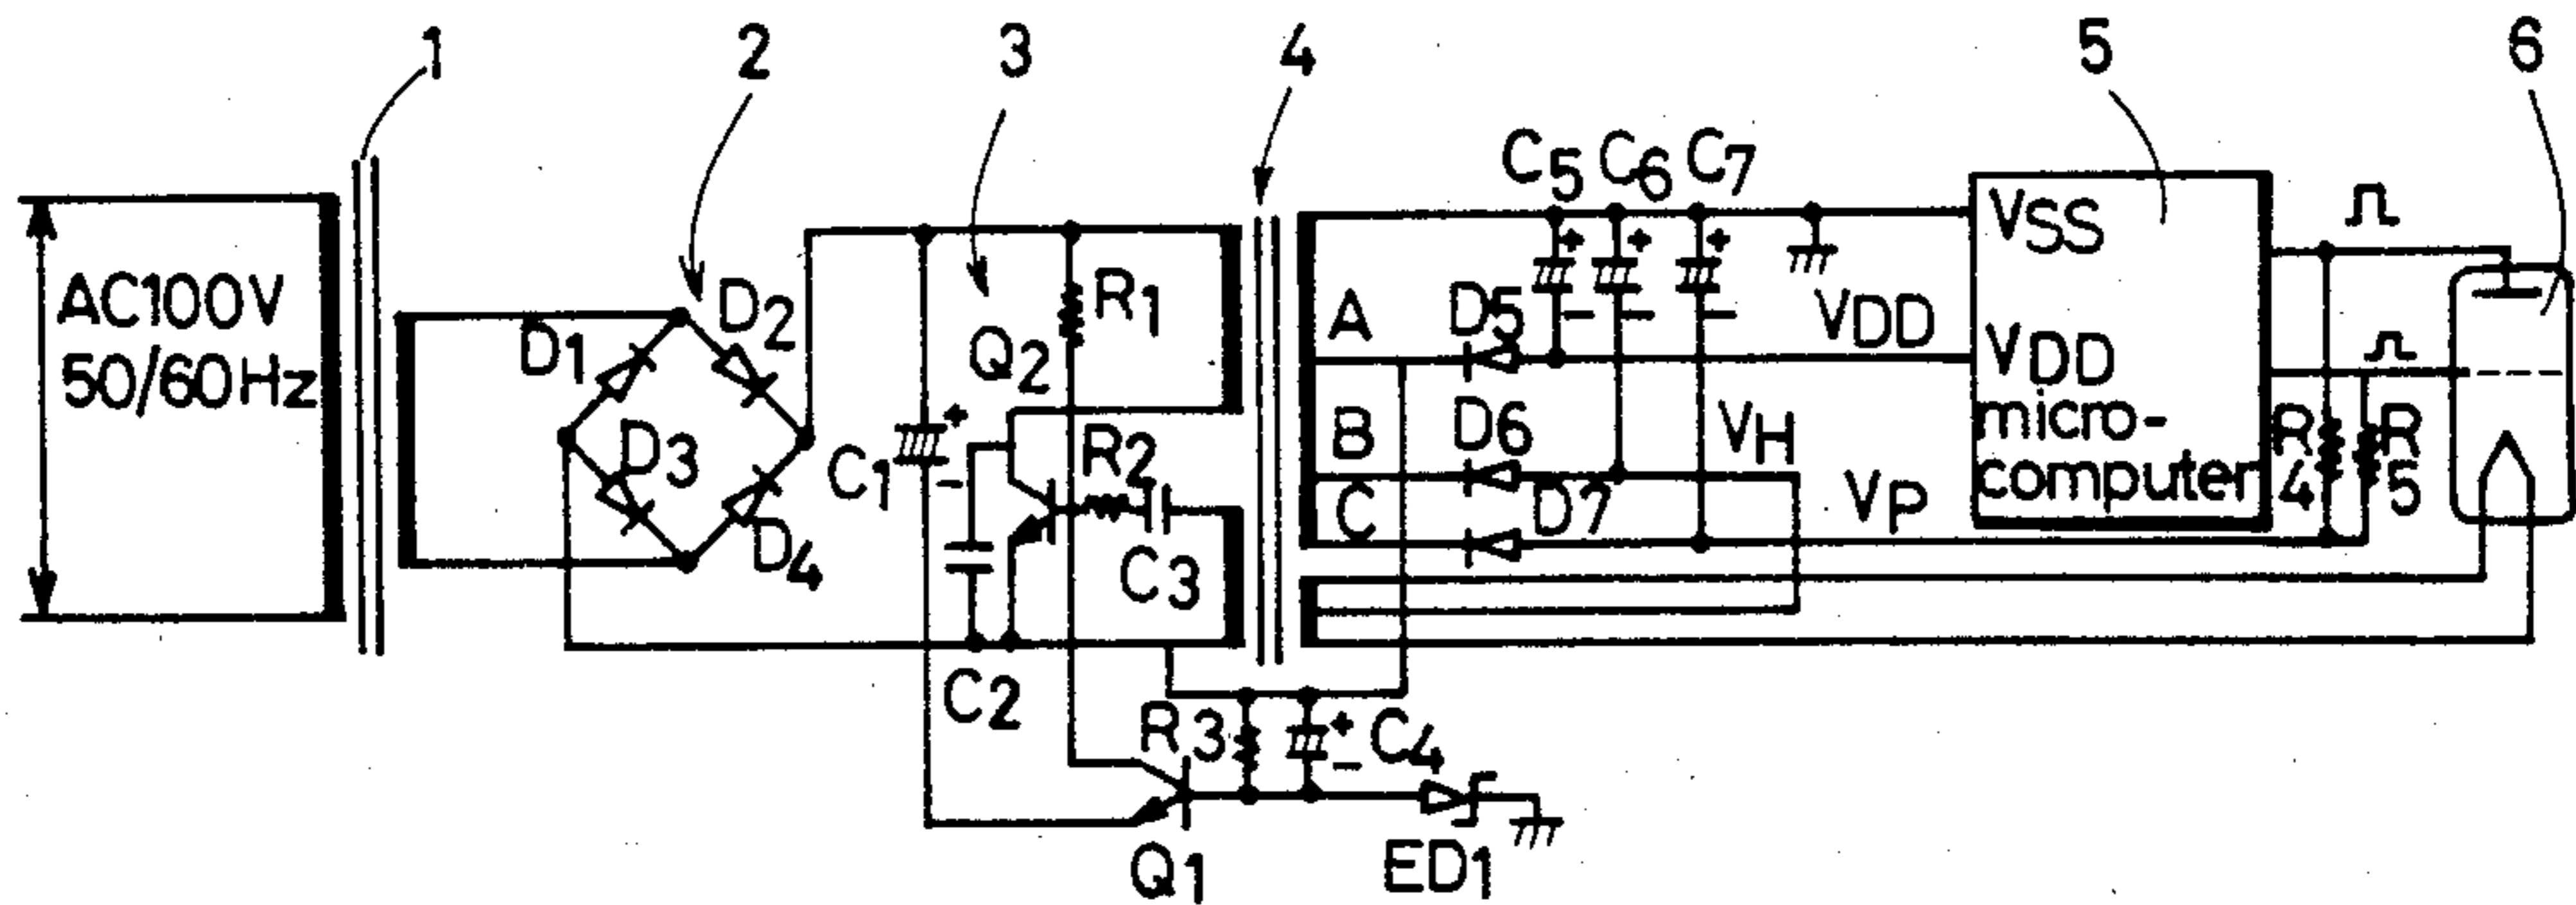 1
2
3
4
5
6
AC100V
50/60Hz
D1
D2
D3
D4
C1
+
-
Q2
R1
R2
C3
C2
A
B
C
D5
D6
D7
C5
C6
C7
+
+
+
-
-
-
VDD
VH
VP
VSS
VDD
micro-
computer
R4
R5
R3
+
-
C4
Q1
ED1